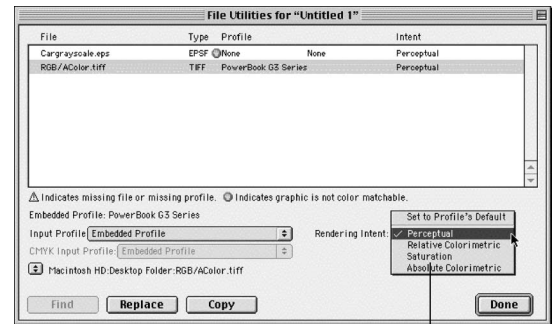 File Utilities for “Untitled 1”
File Type Profile Intent
Cargrayscale.eps EPSF None None Perceptual
RGB/AColor.tiff TIFF PowerBook G3 Series Perceptual
Indicates missing file or missing profile. Indicates graphic is not color matchable.
Embedded Profile: PowerBook G3 Series
Set to Profile's Default
Input Profile: Embedded Profile Rendering Intent: ✓ Perceptual
Relative Colorimetric
CMYK Input Profile: Embedded Profile Saturation
Macintosh HD:Desktop Folder:RGB/AColor.tiff Absolute Colorimetric
Find Replace Copy Done